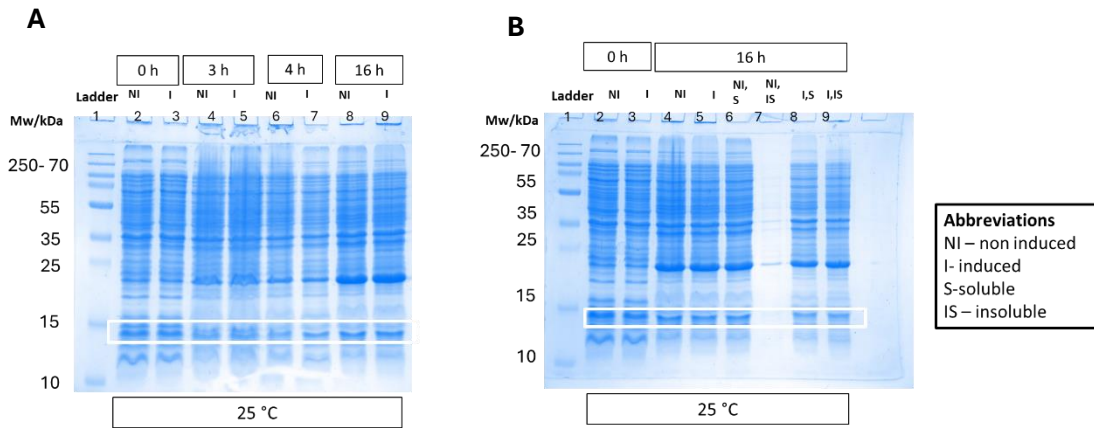 A
0 h 3 h 4 h 16 h
Ladder NI I NI I NI I NI I
1 2 3 4 5 6 7 8 9
Mw/kDa
250- 70
55
35
25
15
10
25 °C
B
0 h 16 h
Ladder NI I NI I NI, S NI, IS I,S I,IS
1 2 3 4 5 6 7 8 9
Mw/kDa
250- 70
55
35
25
15
10
25 °C
Abbreviations
NI – non induced
I- induced
S-soluble
IS – insoluble